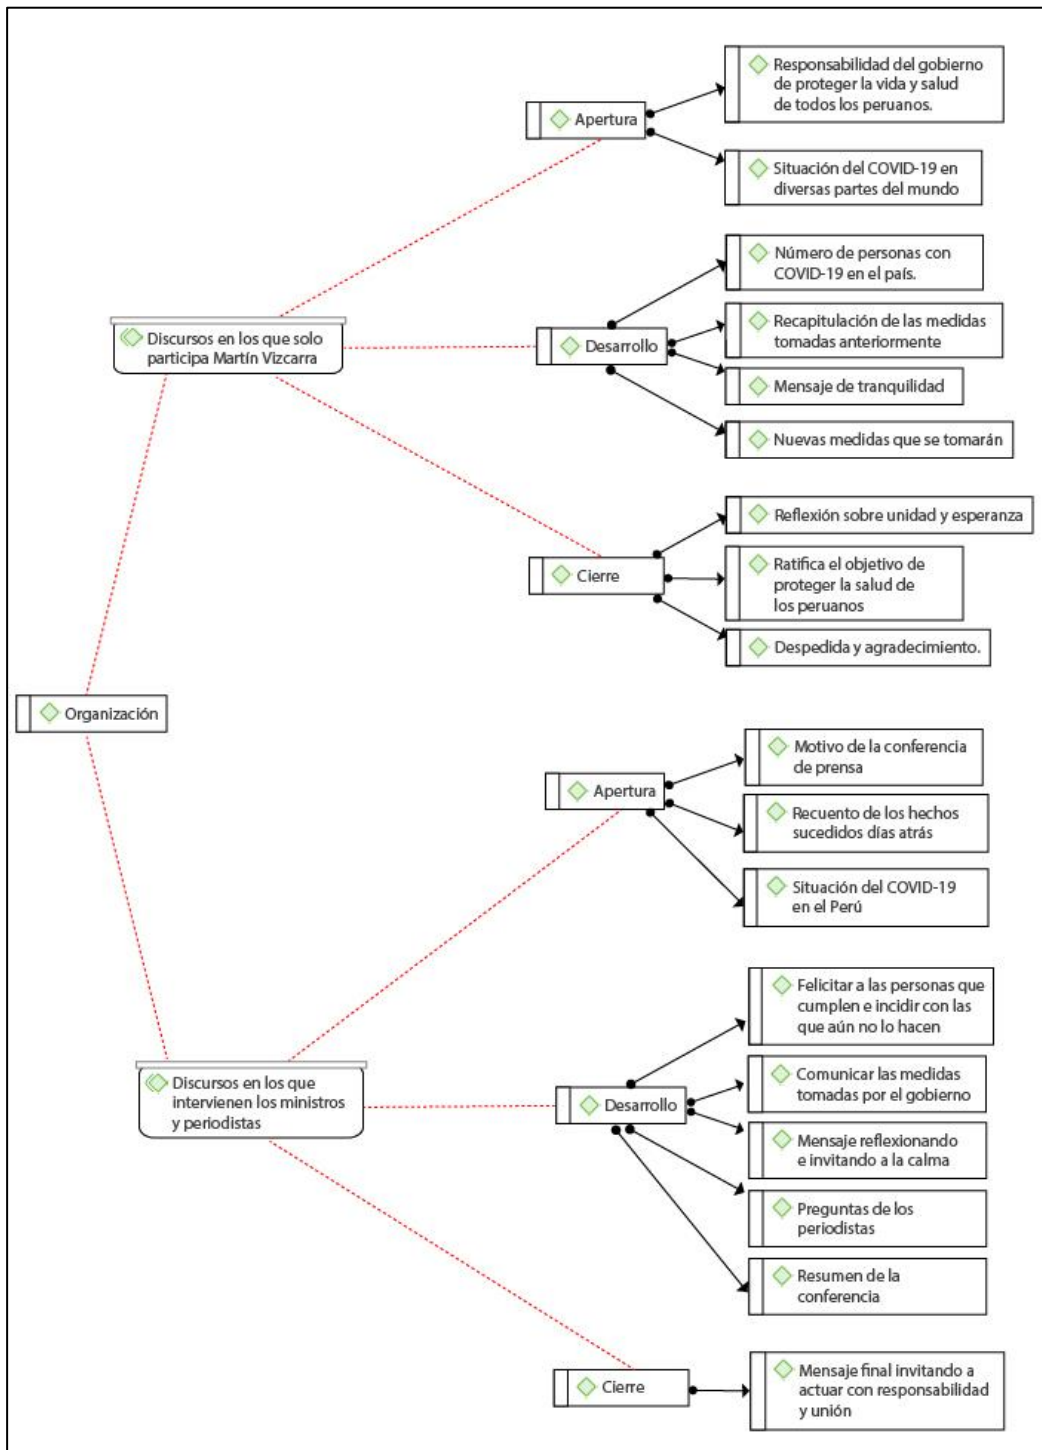 Organización
Discursos en los que solo
participa Martín Vizcarra
Apertura
Responsabilidad del gobierno
de proteger la vida y salud
de todos los peruanos.
Situación del COVID-19 en
diversas partes del mundo
Desarrollo
Número de personas con
COVID-19 en el país.
Recapitulación de las medidas
tomadas anteriormente
Mensaje de tranquilidad
Nuevas medidas que se tomarán
Cierre
Reflexión sobre unidad y esperanza
Ratifica el objetivo de
proteger la salud de
los peruanos
Despedida y agradecimiento.
Discursos en los que
intervienen los ministros
y periodistas
Apertura
Motivo de la conferencia
de prensa
Recuento de los hechos
sucedidos días atrás
Situación del COVID-19
en el Perú
Desarrollo
Felicitar a las personas que
cumplen e incidir con las
que aún no lo hacen
Comunicar las medidas
tomadas por el gobierno
Mensaje reflexionando
e invitando a la calma
Preguntas de los
periodistas
Resumen de la
conferencia
Cierre
Mensaje final invitando a
actuar con responsabilidad
y unión